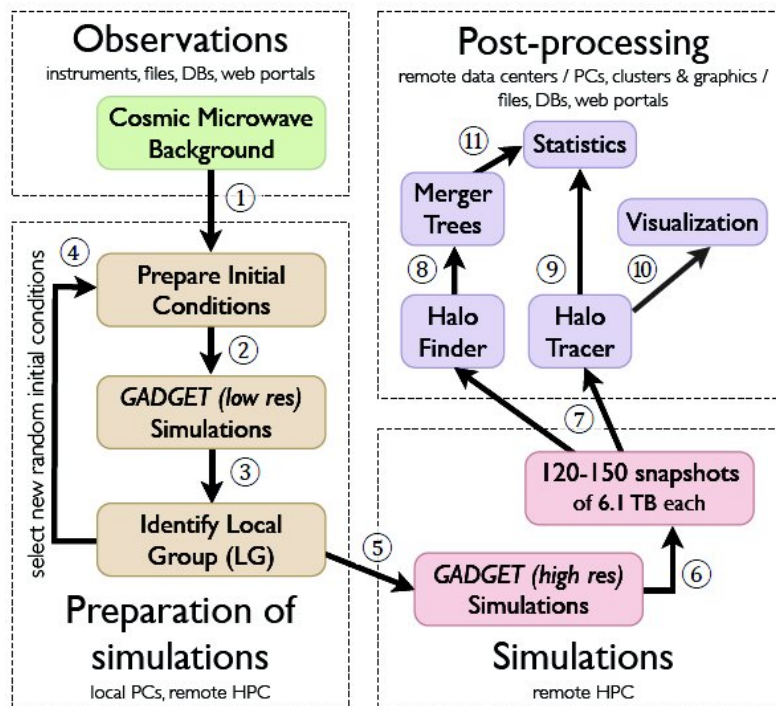 Observations
instruments, files, DBs, web portals
Cosmic Microwave
Background
①
④
select new random initial conditions
Prepare Initial
Conditions
②
GADGET (low res)
Simulations
③
Identify Local
Group (LG)
Preparation of
simulations
local PCs, remote HPC
⑤
GADGET (high res)
Simulations
⑥
120-150 snapshots
of 6.1 TB each
Simulations
remote HPC
⑦
Post-processing
remote data centers / PCs, clusters & graphics /
files, DBs, web portals
⑪
Statistics
Merger
Trees
Visualization
⑧
⑨
⑩
Halo
Finder
Halo
Tracer